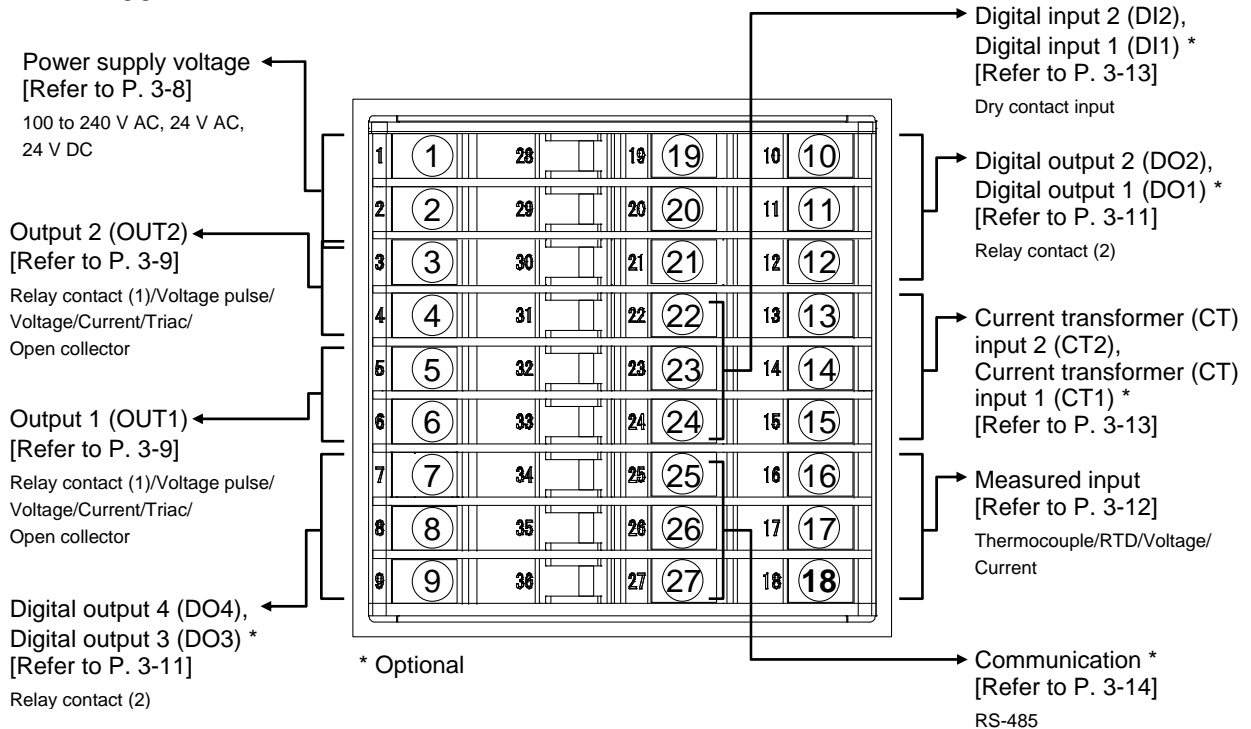 Power supply voltage
[Refer to P. 3-8]
100 to 240 V AC, 24 V AC,
24 V DC
Output 2 (OUT2)
[Refer to P. 3-9]
Relay contact (1)/Voltage pulse/
Voltage/Current/Triac/
Open collector
Output 1 (OUT1)
[Refer to P. 3-9]
Relay contact (1)/Voltage pulse/
Voltage/Current/Triac/
Open collector
Digital output 4 (DO4),
Digital output 3 (DO3) *
[Refer to P. 3-11]
Relay contact (2)
1 1 28 19 19 10 10
2 2 29 20 20 11 11
3 3 30 21 21 12 12
4 4 31 22 22 13 13
5 5 32 23 23 14 14
6 6 33 24 24 15 15
7 7 34 25 25 16 16
8 8 35 26 26 17 17
9 9 36 27 27 18 18
* Optional
Digital input 2 (DI2),
Digital input 1 (DI1) *
[Refer to P. 3-13]
Dry contact input
Digital output 2 (DO2),
Digital output 1 (DO1) *
[Refer to P. 3-11]
Relay contact (2)
Current transformer (CT)
input 2 (CT2),
Current transformer (CT)
input 1 (CT1) *
[Refer to P. 3-13]
Measured input
[Refer to P. 3-12]
Thermocouple/RTD/Voltage/
Current
Communication *
[Refer to P. 3-14]
RS-485